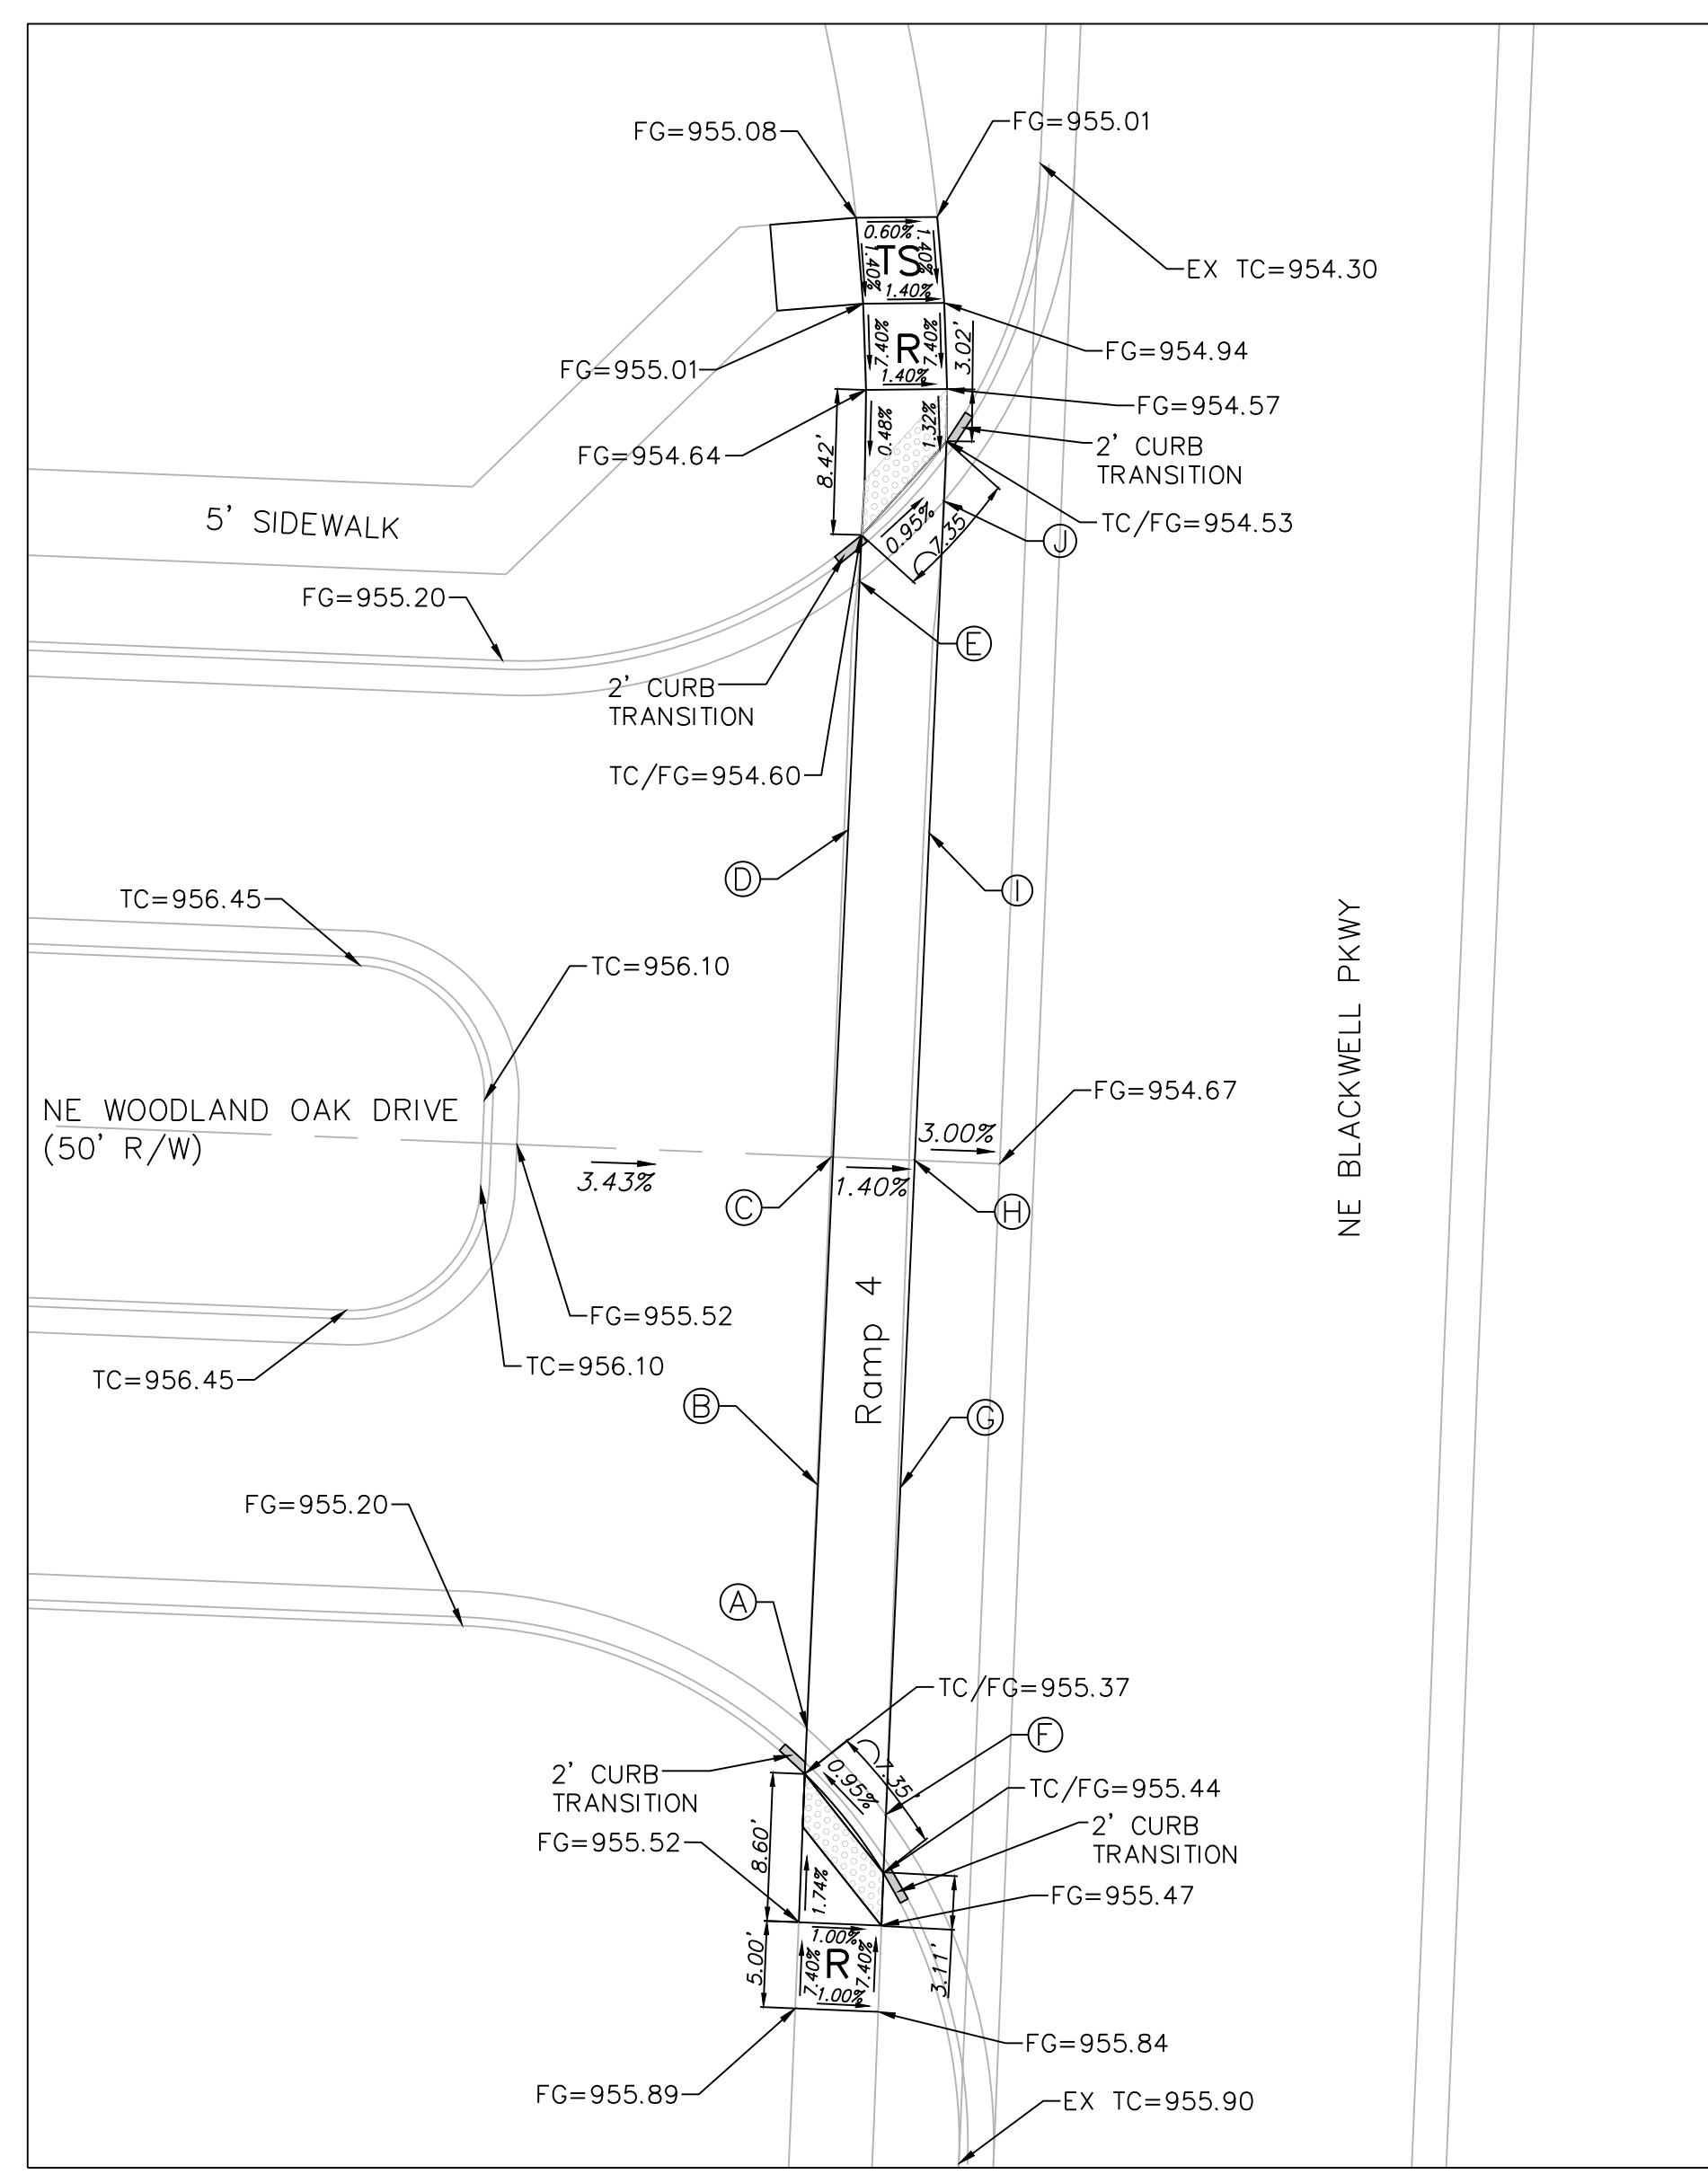 FG=955.08
FG=955.01
EX TC=954.30
0.60%
1.40%
TS
1.40%
1.40%
FG=955.01
FG=954.94
7.40%
R
7.40%
3.02'
1.40%
FG=954.57
FG=954.64
8.42'
0.48%
1.32%
2' CURB
TRANSITION
TC/FG=954.53
5' SIDEWALK
0.95%
7.35
J
FG=955.20
E
2' CURB
TRANSITION
TC/FG=954.60
D
I
TC=956.45
TC=956.10
NE BLACKWELL PKWY
NE WOODLAND OAK DRIVE
(50' R/W)
FG=954.67
3.43%
3.00%
1.40%
C
H
FG=955.52
TC=956.10
TC=956.45
Ramp 4
B
G
FG=955.20
A
TC/FG=955.37
F
2' CURB
TRANSITION
0.95%
7.35
TC/FG=955.44
2' CURB
TRANSITION
FG=955.52
8.60'
1.74%
FG=955.47
1.00%
5.00'
7.40%
R
7.40%
3.11'
1.00%
FG=955.84
FG=955.89
EX TC=955.90